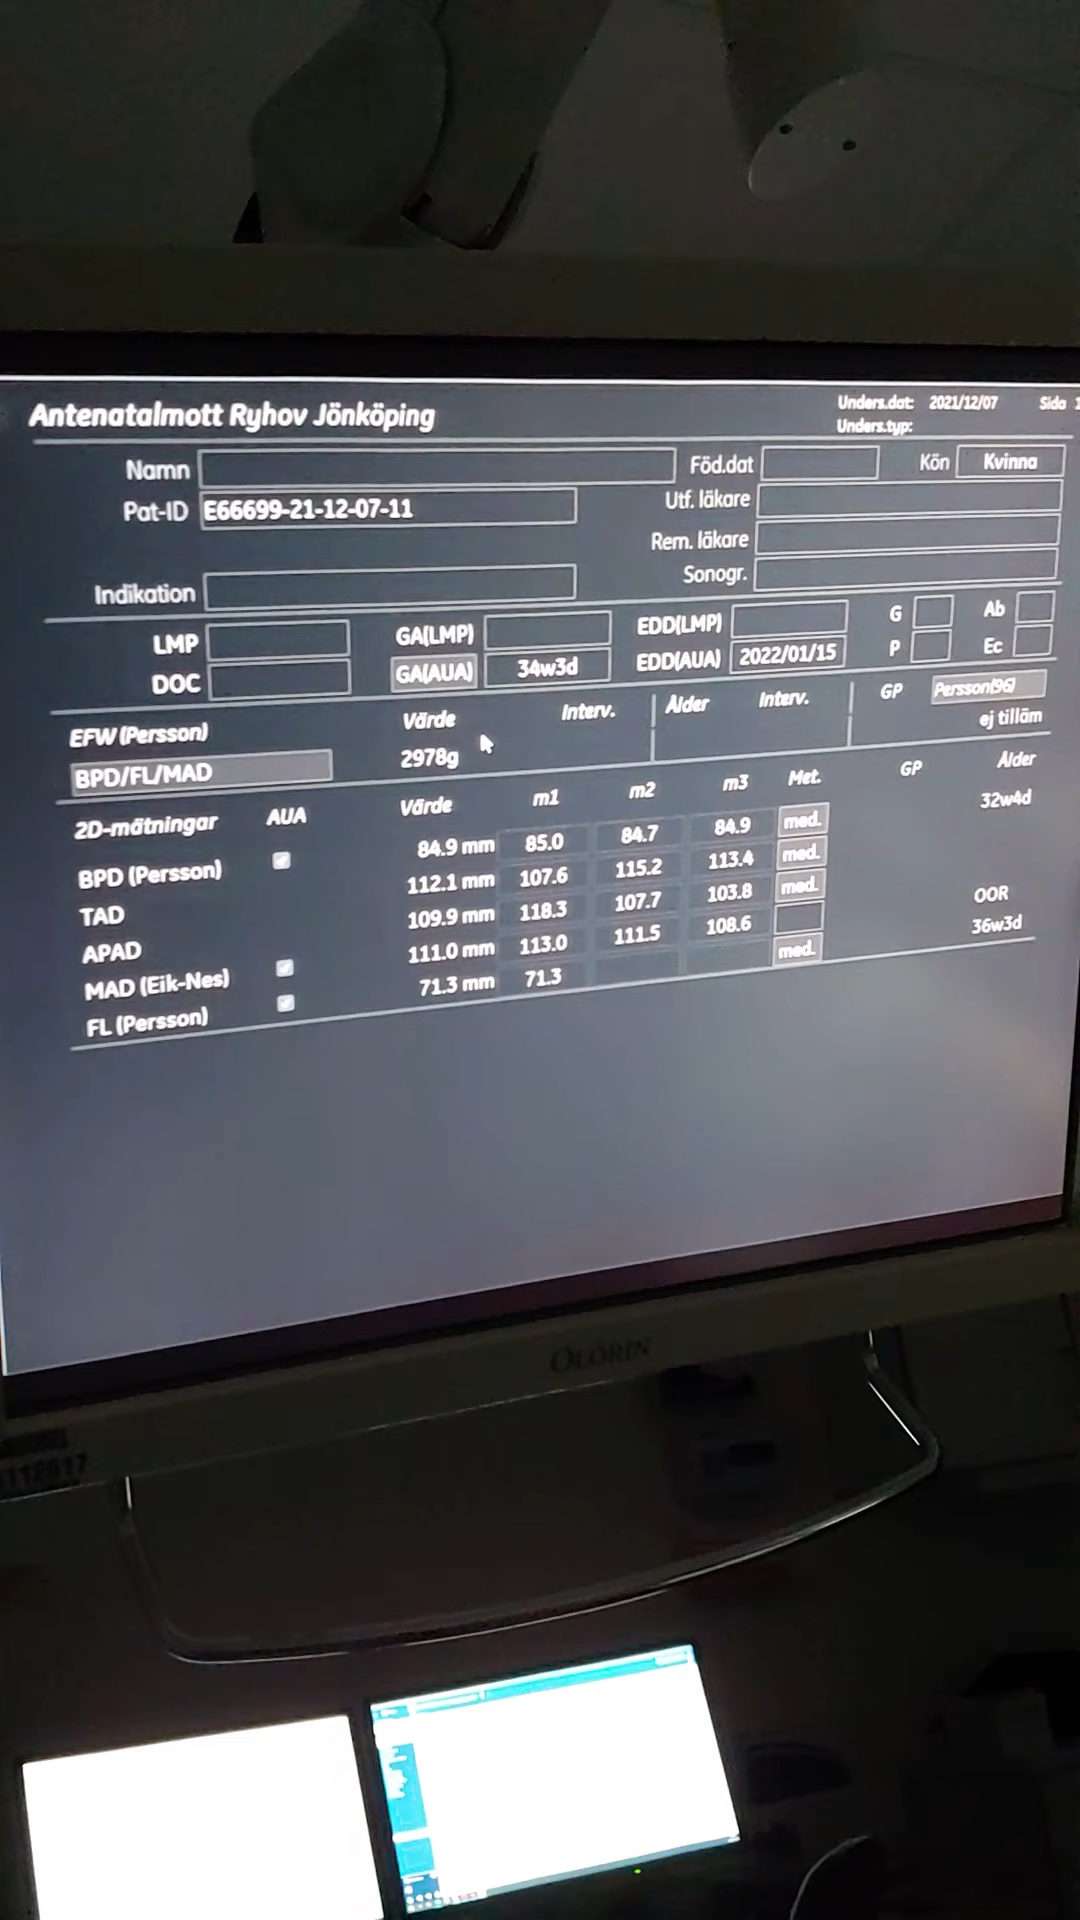 Antenatalmott Ryhov Jönköping
Unders.dat: 2021/12/07 Sida 1
Unders.typ:
Namn Föd.dat Kön Kvinna
Pat-ID E66699-21-12-07-11 Utf. läkare
Rem. läkare
Indikation Sonogr.
LMP GA(LMP) EDD(LMP) G Ab
DOC GA(AUA) 34w3d EDD(AUA) 2022/01/15 P Ec
EFW (Persson) Värde Interv. Ålder Interv. GP Persson(96)
BPD/FL/MAD 2978g ej tilläm
2D-mätningar AUA Värde m1 m2 m3 Met. GP Ålder
BPD (Persson) 84.9 mm 85.0 84.7 84.9 med. 32w4d
TAD 112.1 mm 107.6 115.2 113.4 med.
APAD 109.9 mm 118.3 107.7 103.8 med.
MAD (Eik-Nes) 111.0 mm 113.0 111.5 108.6 OOR
FL (Persson) 71.3 mm 71.3 med. 36w3d
OLÓRIN